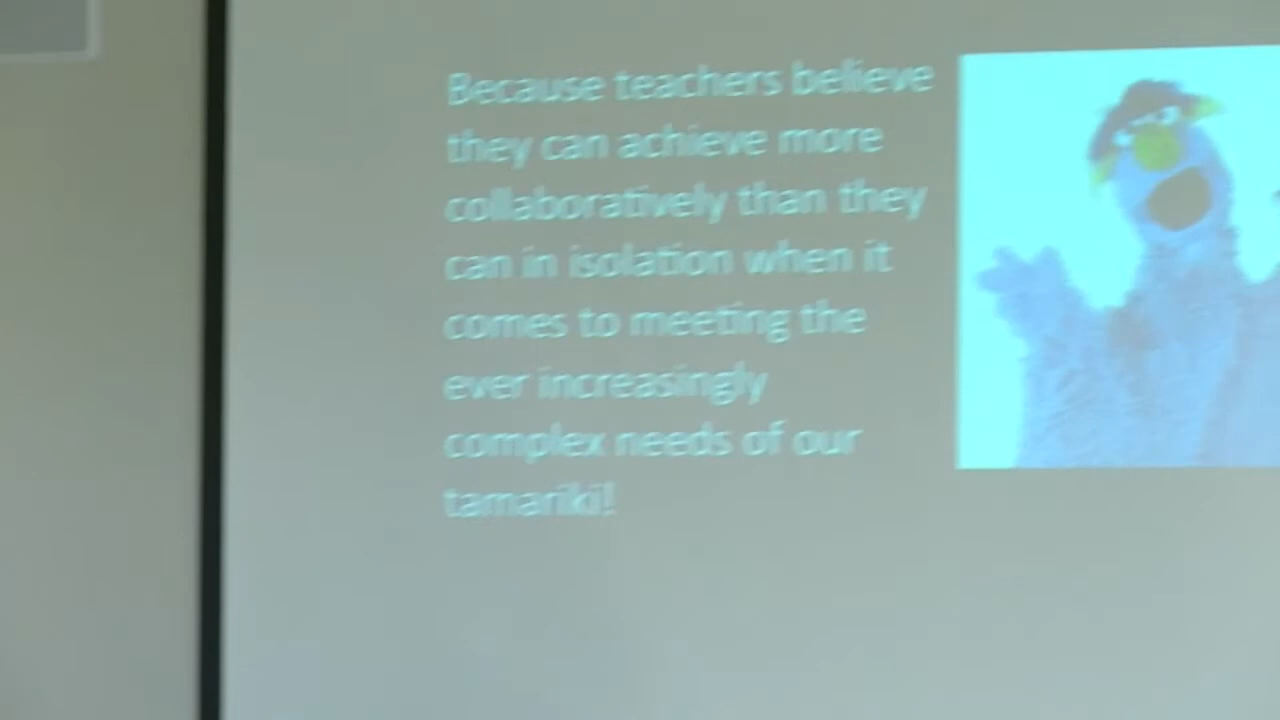 Because teachers believe
they can achieve more
collaboratively than they
can in isolation when it
comes to meeting the
ever increasingly
complex needs of our
tamariki!